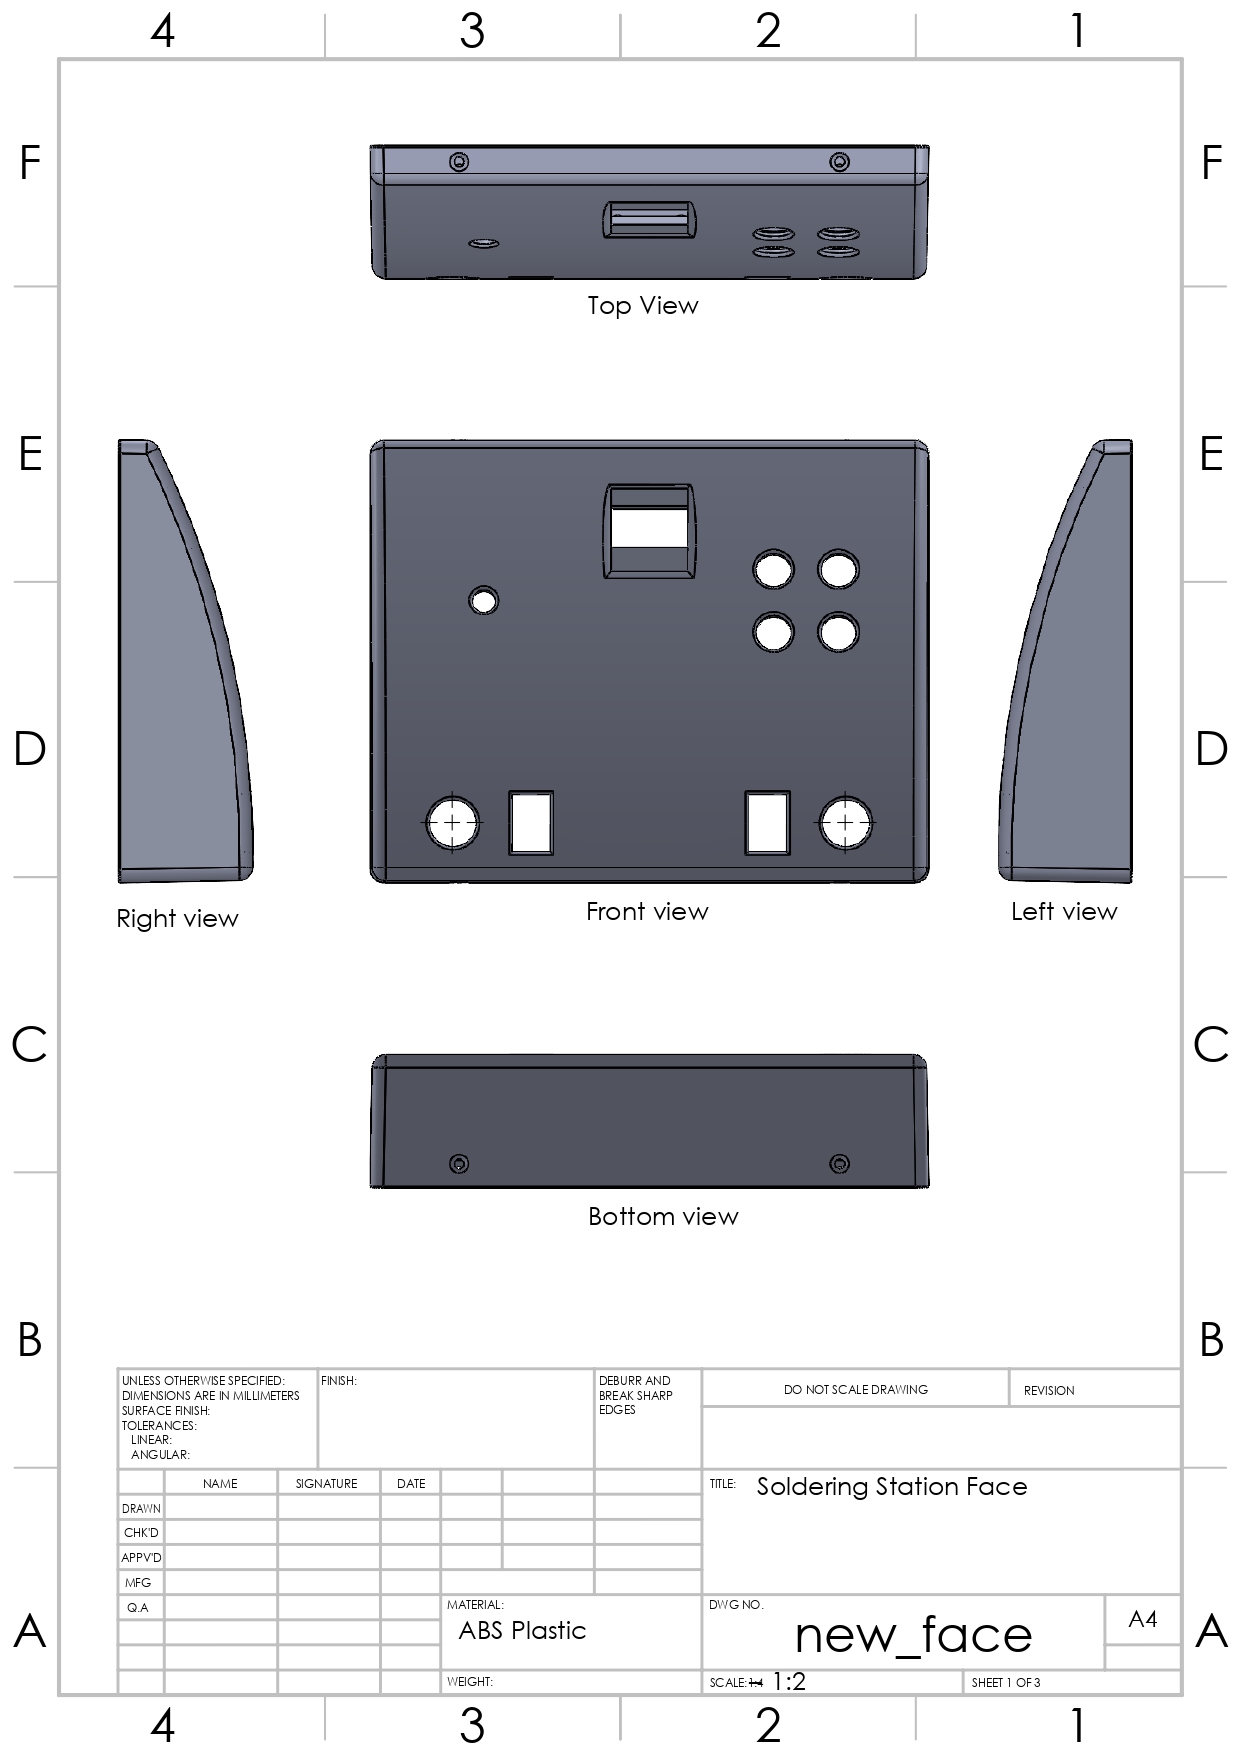 4 3 2 1
F F
Top View
E E
D D
Right view Front view Left view
C C
Bottom view
B B
UNLESS OTHERWISE SPECIFIED:
DIMENSIONS ARE IN MILLIMETERS
SURFACE FINISH:
TOLERANCES:
LINEAR:
ANGULAR:
FINISH:
DEBURR AND
BREAK SHARP
EDGES
DO NOT SCALE DRAWING
REVISION
NAME SIGNATURE DATE
DRAWN
CHK'D
APPV'D
MFG
Q.A
TITLE: Soldering Station Face
MATERIAL:
ABS Plastic
DWG NO.
new_face
A4
A A
WEIGHT:
SCALE:1:4 1:2
SHEET 1 OF 3
4 3 2 1